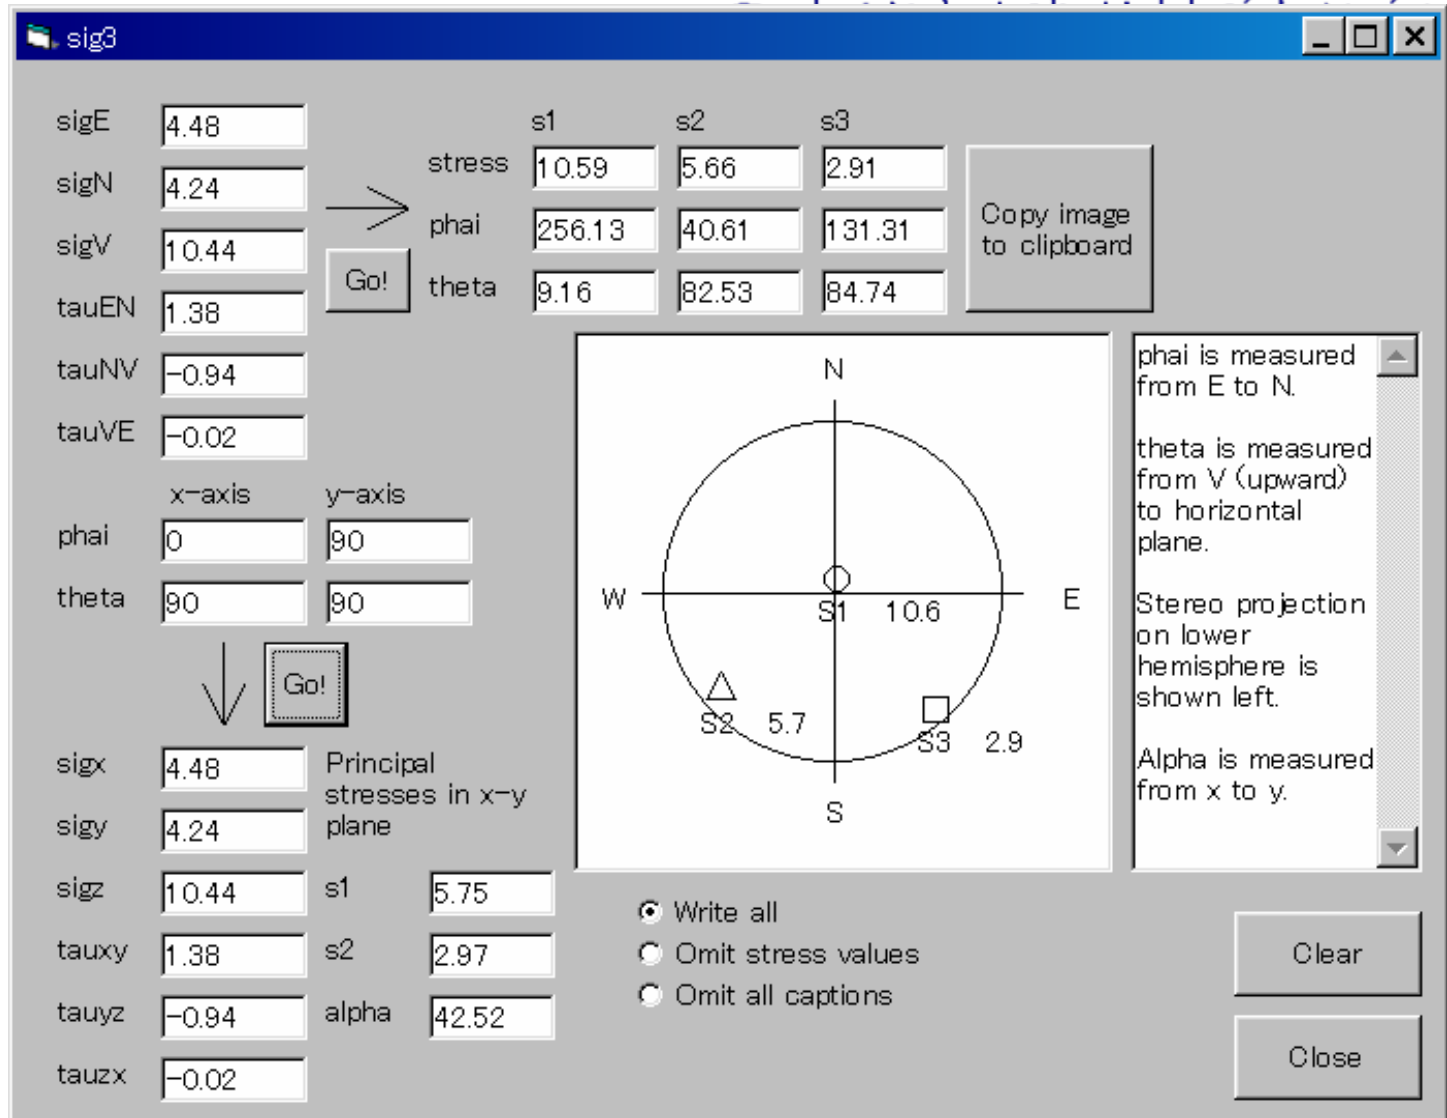 sig3
sigE 4.48
sigN 4.24
sigV 10.44
tauEN 1.38
tauNV -0.94
tauVE -0.02
s1 s2 s3
stress 10.59 5.66 2.91
phai 256.13 40.61 131.31
theta 9.16 82.53 84.74
Go!
Copy image
to clipboard
x-axis y-axis
phai 0 90
theta 90 90
Go!
sigx 4.48
sigy 4.24
sigz 10.44
tauxy 1.38
tauyz -0.94
tauzx -0.02
Principal
stresses in x-y
plane
s1 5.75
s2 2.97
alpha 42.52
N
W
E
S
S1 10.6
S2 5.7
S3 2.9
phai is measured
from E to N.
theta is measured
from V (upward)
to horizontal
plane.
Stereo projection
on lower
hemisphere is
shown left.
Alpha is measured
from x to y.
Write all
Omit stress values
Omit all captions
Clear
Close